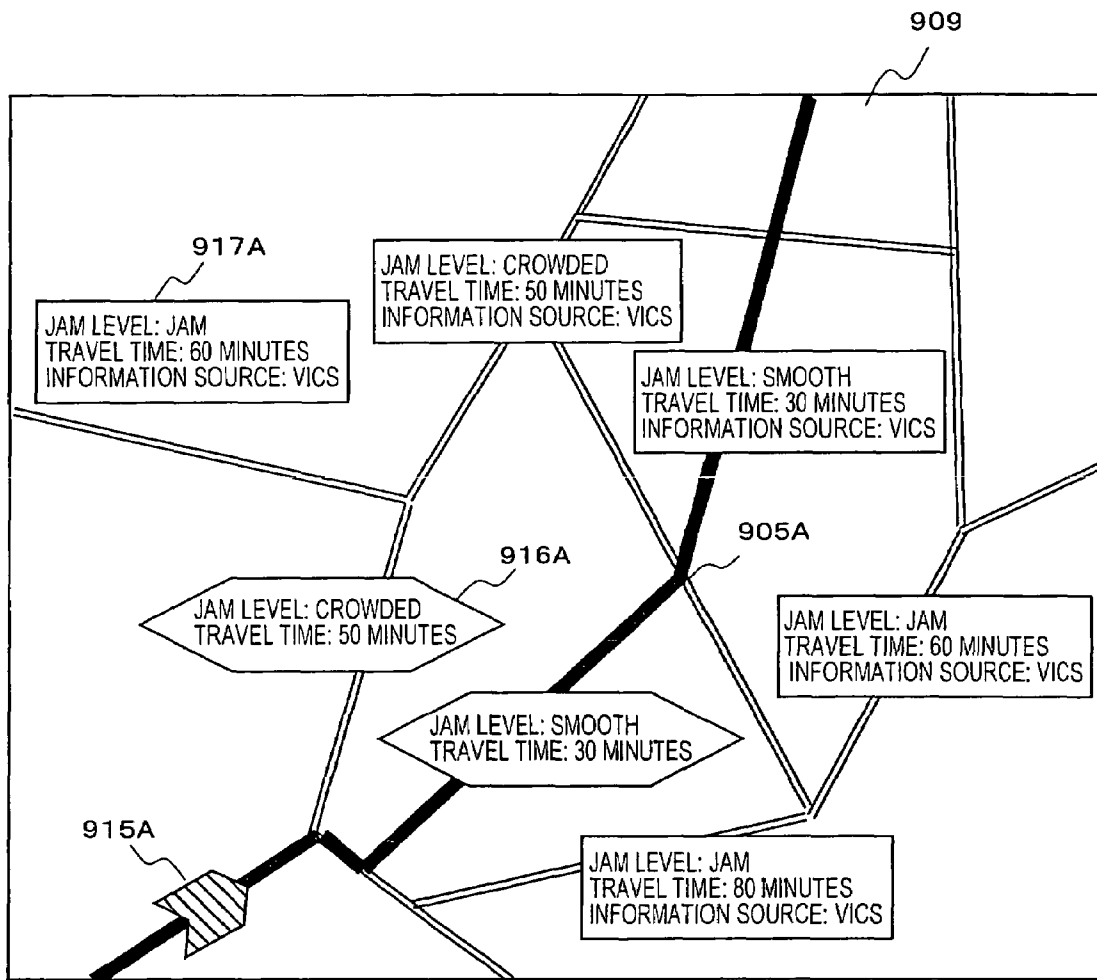 909
917A
JAM LEVEL: CROWDED
TRAVEL TIME: 50 MINUTES
INFORMATION SOURCE: VICS
JAM LEVEL: JAM
TRAVEL TIME: 60 MINUTES
INFORMATION SOURCE: VICS
JAM LEVEL: SMOOTH
TRAVEL TIME: 30 MINUTES
INFORMATION SOURCE: VICS
905A
916A
JAM LEVEL: CROWDED
TRAVEL TIME: 50 MINUTES
JAM LEVEL: JAM
TRAVEL TIME: 60 MINUTES
INFORMATION SOURCE: VICS
JAM LEVEL: SMOOTH
TRAVEL TIME: 30 MINUTES
915A
JAM LEVEL: JAM
TRAVEL TIME: 80 MINUTES
INFORMATION SOURCE: VICS